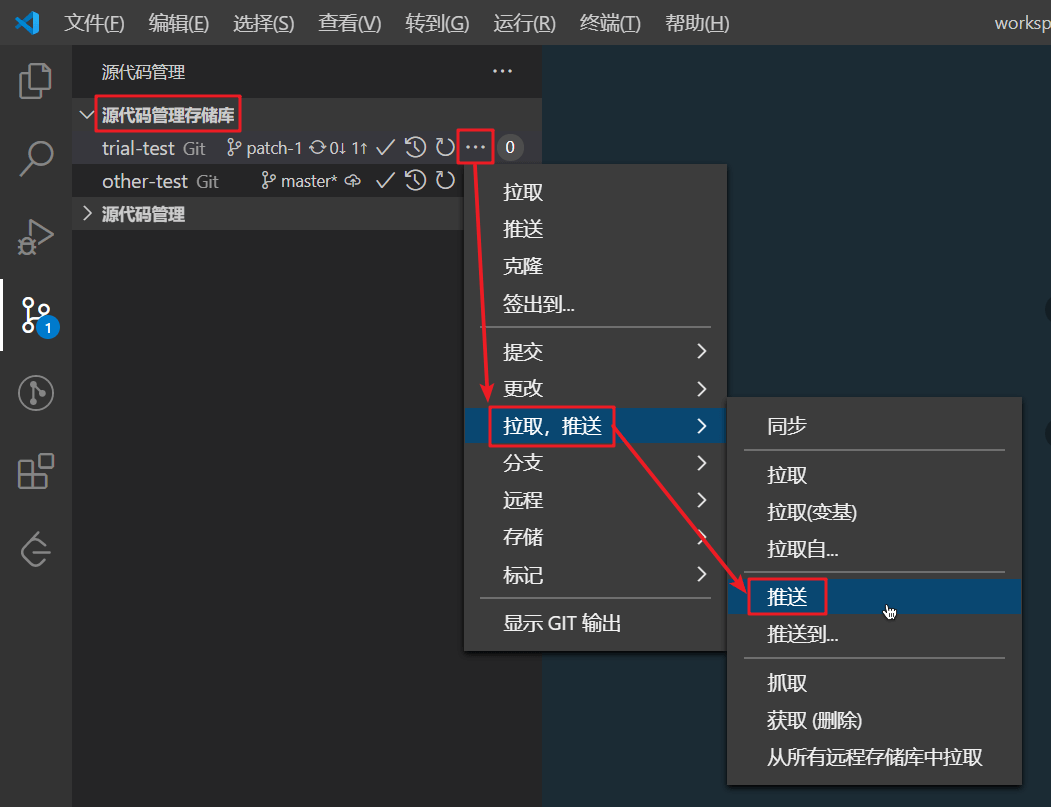 文件(F) 编辑(E) 选择(S) 查看(V) 转到(G) 运行(R) 终端(T) 帮助(H) worksp
源代码管理
源代码管理存储库
trial-test Git patch-1 0↓ 1↑ 0
other-test Git master*
源代码管理
1
拉取
推送
克隆
签出到...
提交
更改
拉取，推送
分支
远程
存储
标记
显示 GIT 输出
同步
拉取
拉取(变基)
拉取自...
推送
推送到...
抓取
获取 (删除)
从所有远程存储库中拉取